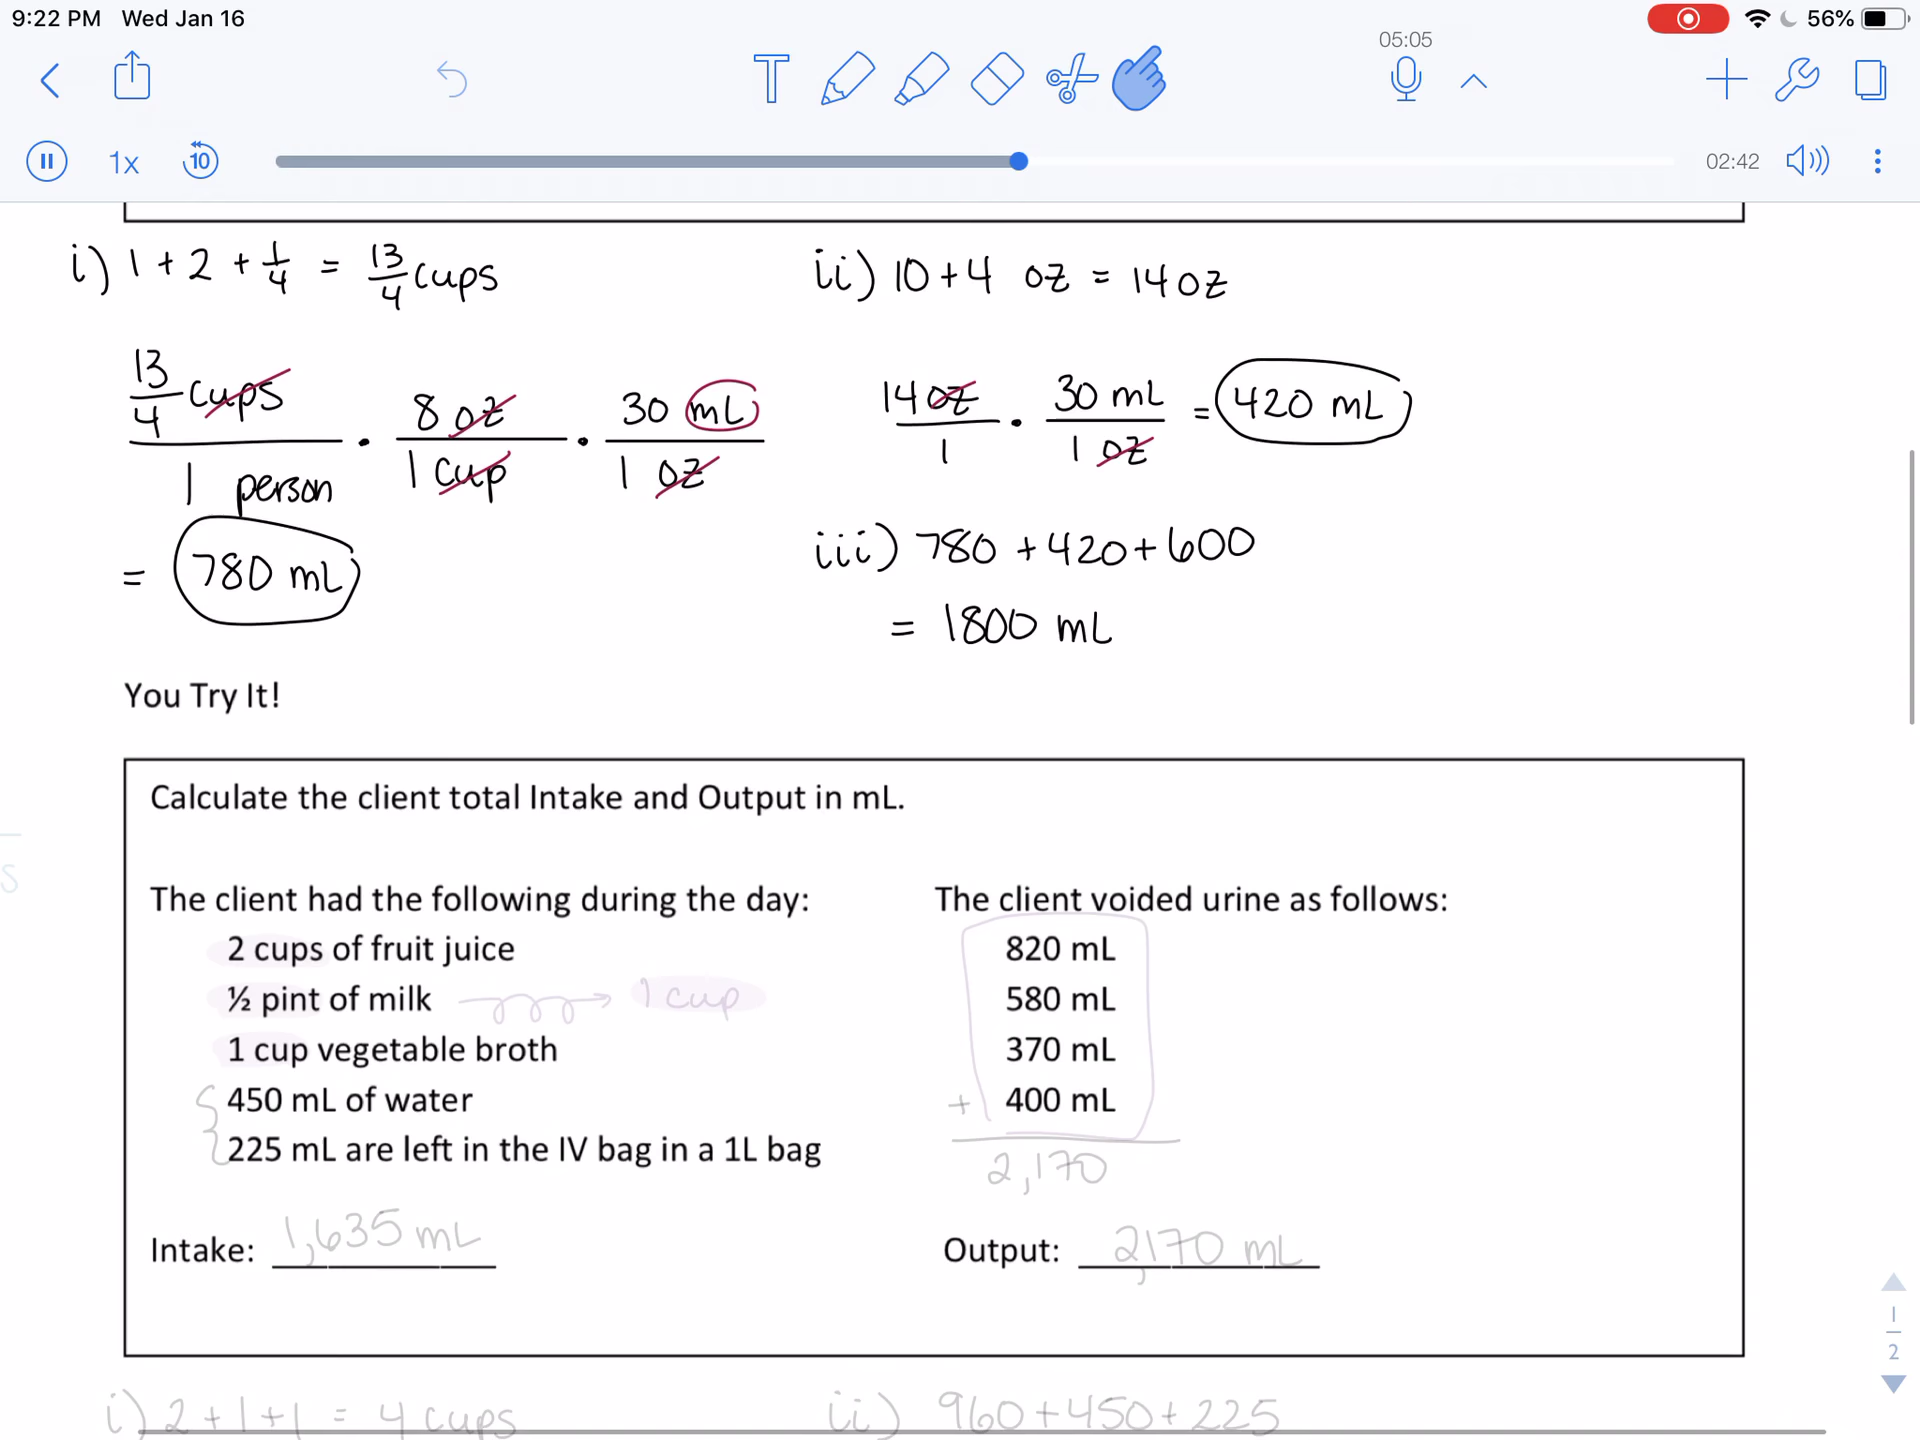 9:22 PM Wed Jan 16
56%
05:05
1x
10
02:42
i) 1 + 2 + 1/4 = 13/4 cups
ii) 10 + 4 oz = 14 oz
13/4 cups / 1 person · 8 oz / 1 cup · 30 mL / 1 oz
= 780 mL
14 oz / 1 · 30 mL / 1 oz = 420 mL
iii) 780 + 420 + 600
= 1800 mL
You Try It!
Calculate the client total Intake and Output in mL.
The client had the following during the day:
2 cups of fruit juice
½ pint of milk → 1 cup
1 cup vegetable broth
450 mL of water
225 mL are left in the IV bag in a 1L bag
Intake: 1,635 mL
The client voided urine as follows:
820 mL
580 mL
370 mL
+ 400 mL
2,170
Output: 2,170 mL
i) 2 + 1 + 1 = 4 cups
ii) 960 + 450 + 225
1/2